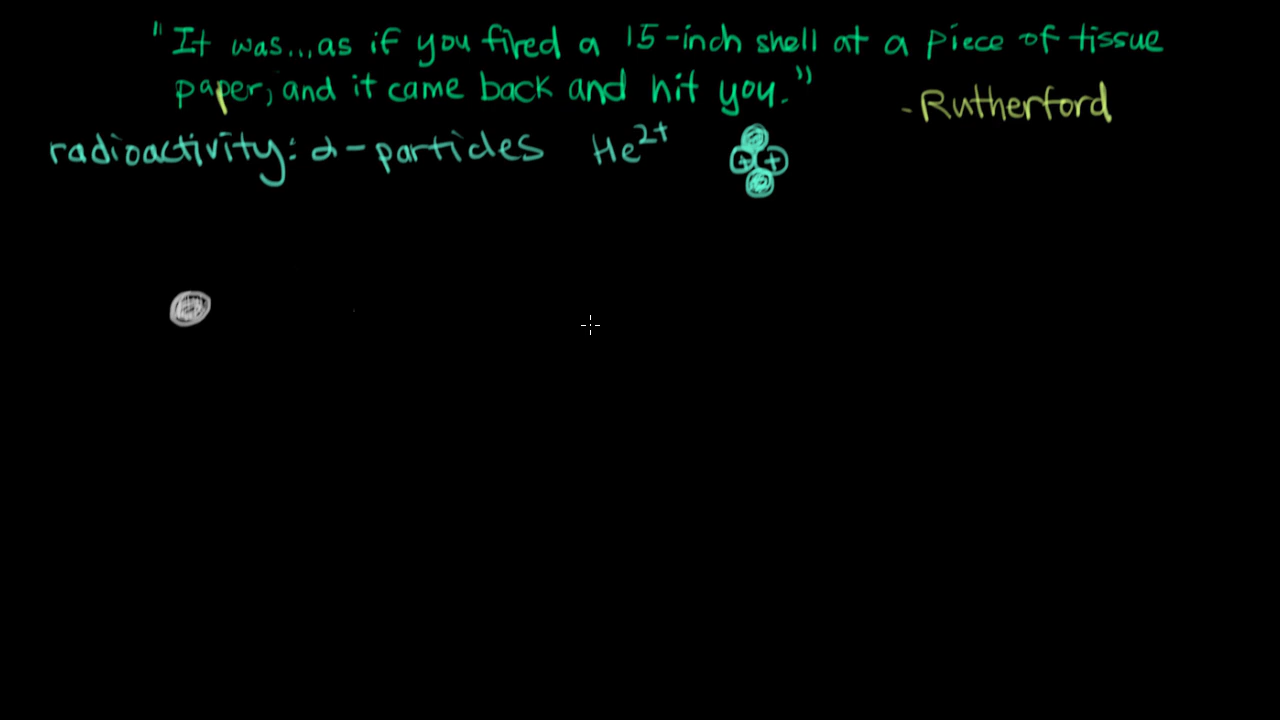 "It was...as if you fired a 15-inch shell at a piece of tissue
paper, and it came back and hit you."
-Rutherford
radioactivity: α-particles He²⁺
+ +